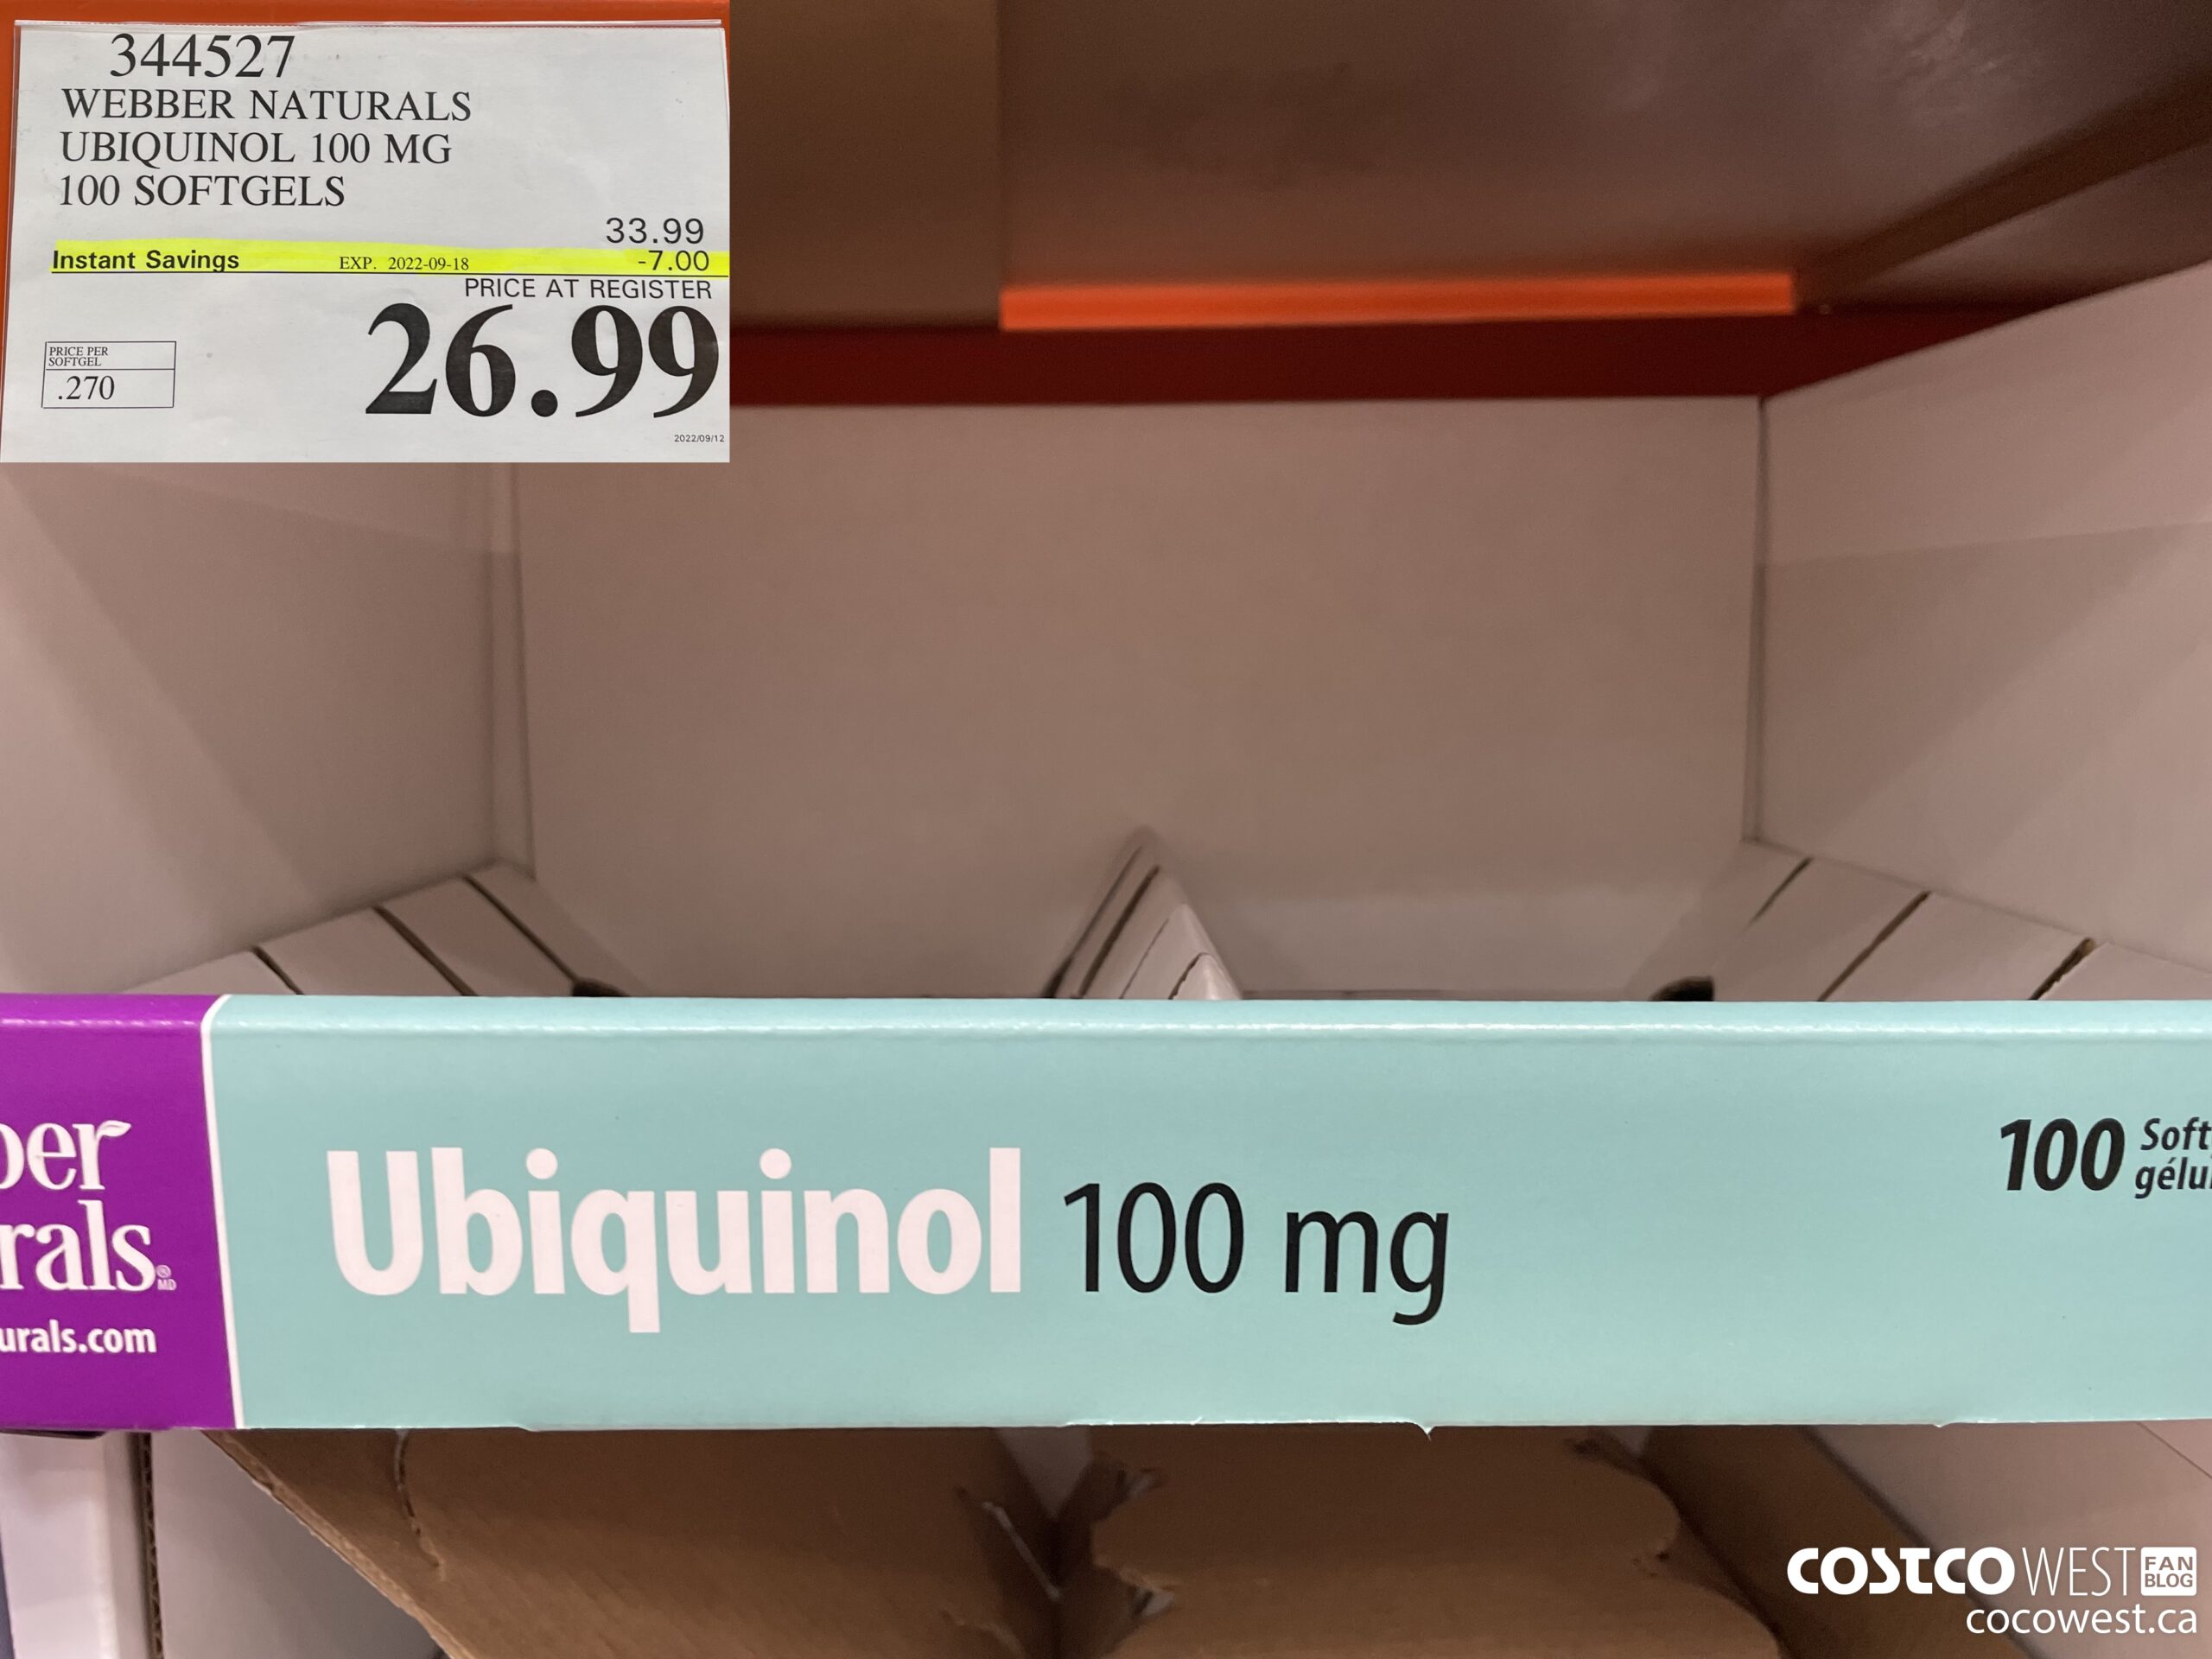 344527
WEBBER NATURALS
UBIQUINOL 100 MG
100 SOFTGELS
33.99
Instant Savings EXP. 2022-09-18 -7.00
PRICE AT REGISTER
26.99
PRICE PER
SOFTGEL
.270
2022/09/12
ber
rals®
MD
urals.com
Ubiquinol 100 mg
100 Soft
gélu
COSTCO WEST FAN BLOG
cocowest.ca